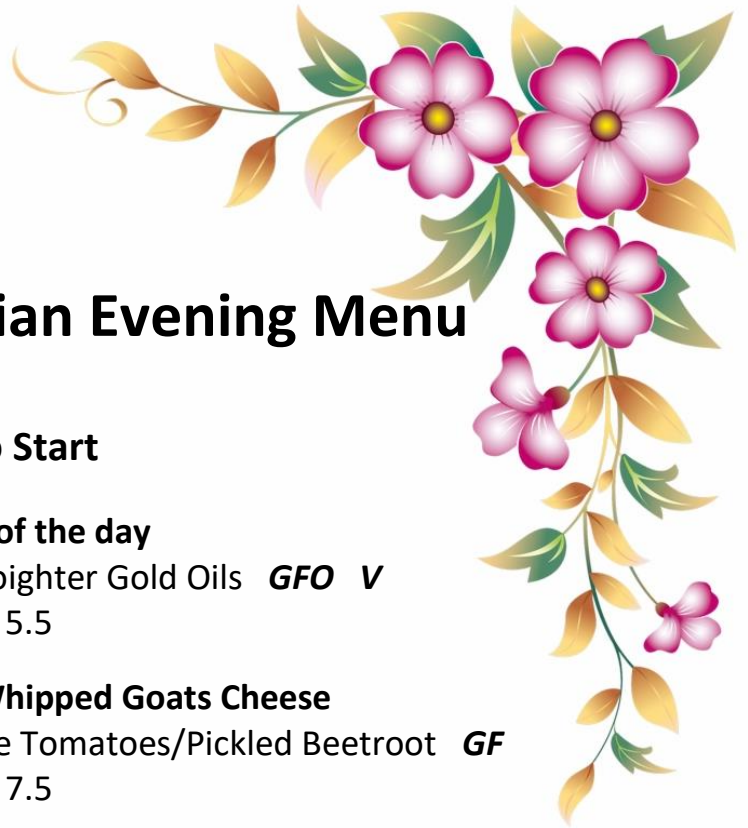 ian Evening Menu
o Start
of the day
oighter Gold Oils GFO V
5.5
Whipped Goats Cheese
e Tomatoes/Pickled Beetroot GF
7.5